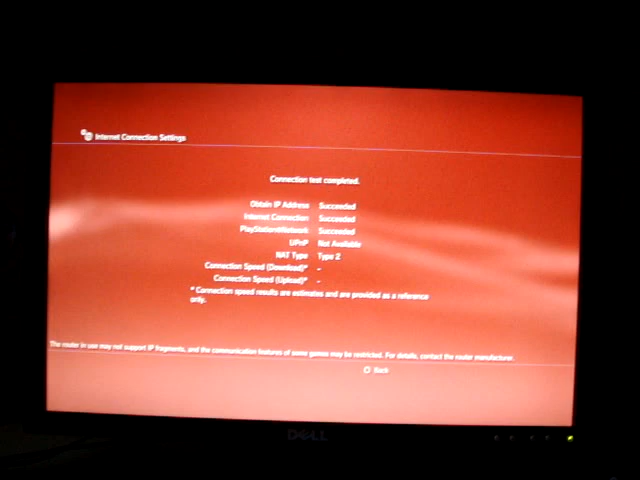 Internet Connection Settings
Connection test completed.
Obtain IP Address Succeeded
Internet Connection Succeeded
PlayStation®Network Succeeded
UPnP Not Available
NAT Type Type 2
Connection Speed (Download)* -
Connection Speed (Upload)* -
* Connection speed results are estimates and are provided as a reference
only.
The router in use may not support IP fragments, and the communication features of some games may be restricted. For details, contact the router manufacturer.
Back
DELL